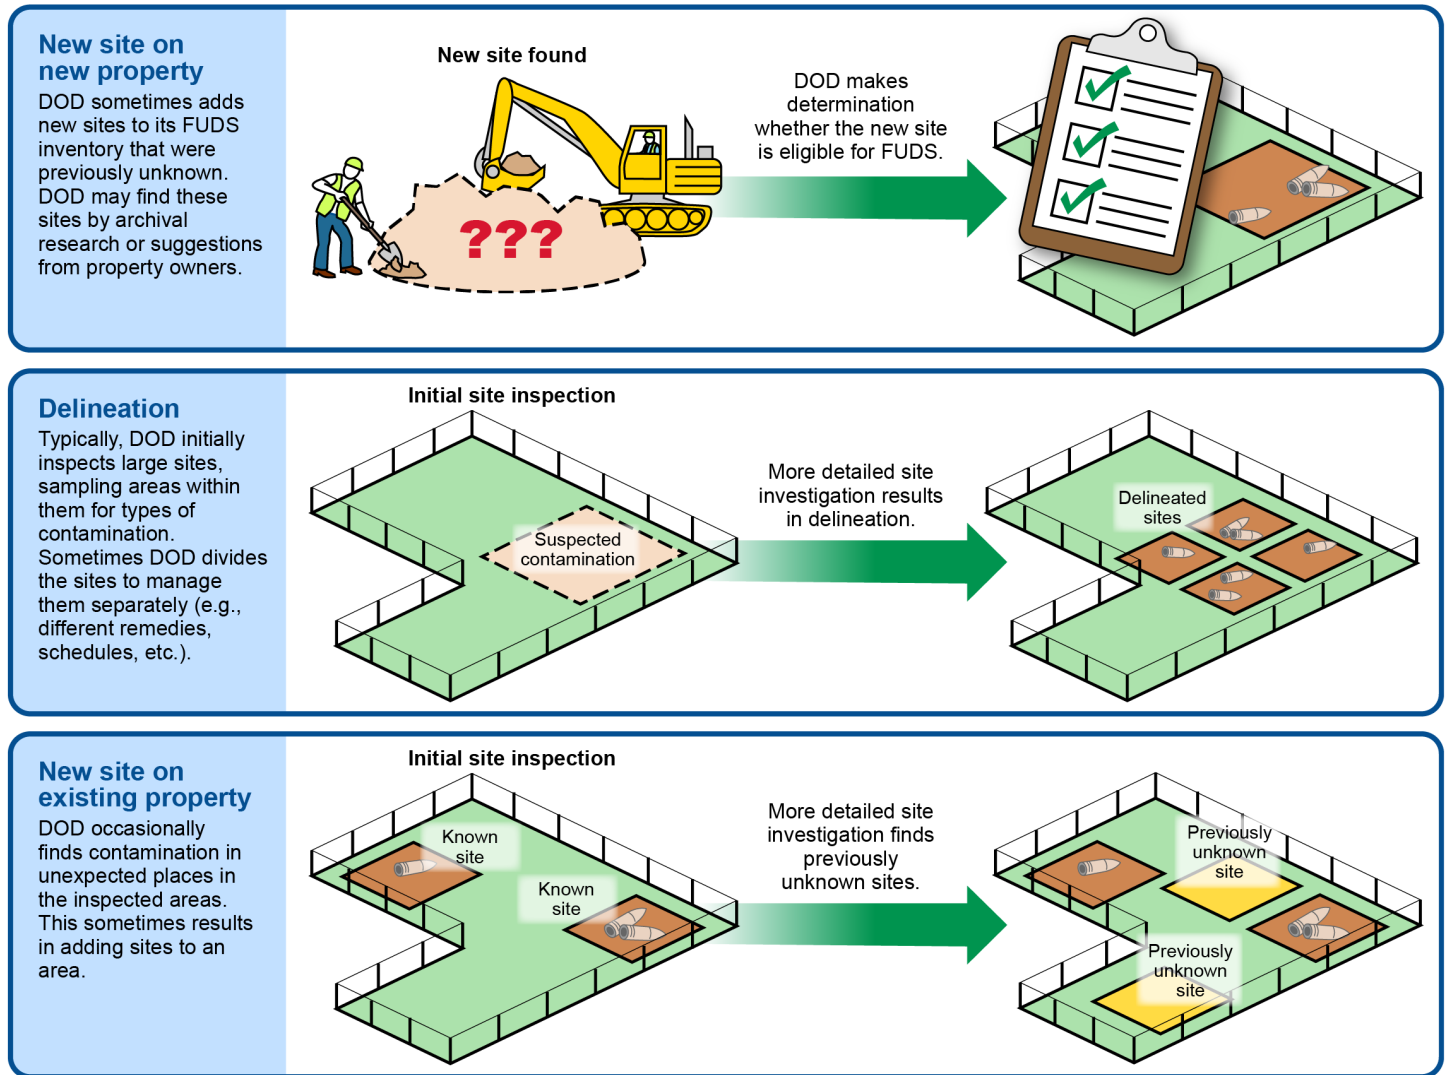 New site on
new property
DOD sometimes adds
new sites to its FUDS
inventory that were
previously unknown.
DOD may find these
sites by archival
research or suggestions
from property owners.
New site found
???
DOD makes
determination
whether the new site
is eligible for FUDS.
Delineation
Typically, DOD initially
inspects large sites,
sampling areas within
them for types of
contamination.
Sometimes DOD divides
the sites to manage
them separately (e.g.,
different remedies,
schedules, etc.).
Initial site inspection
Suspected
contamination
More detailed site
investigation results
in delineation.
Delineated
sites
New site on
existing property
DOD occasionally
finds contamination in
unexpected places in
the inspected areas.
This sometimes results
in adding sites to an
area.
Initial site inspection
Known
site
Known
site
More detailed site
investigation finds
previously
unknown sites.
Previously
unknown
site
Previously
unknown
site